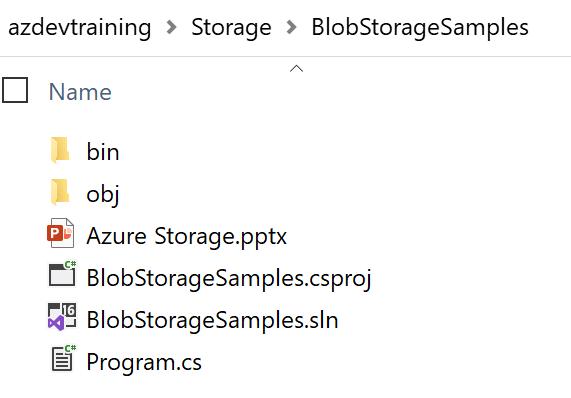 azdevtraining > Storage > BlobStorageSamples
Name
bin
obj
Azure Storage.pptx
BlobStorageSamples.csproj
BlobStorageSamples.sln
Program.cs